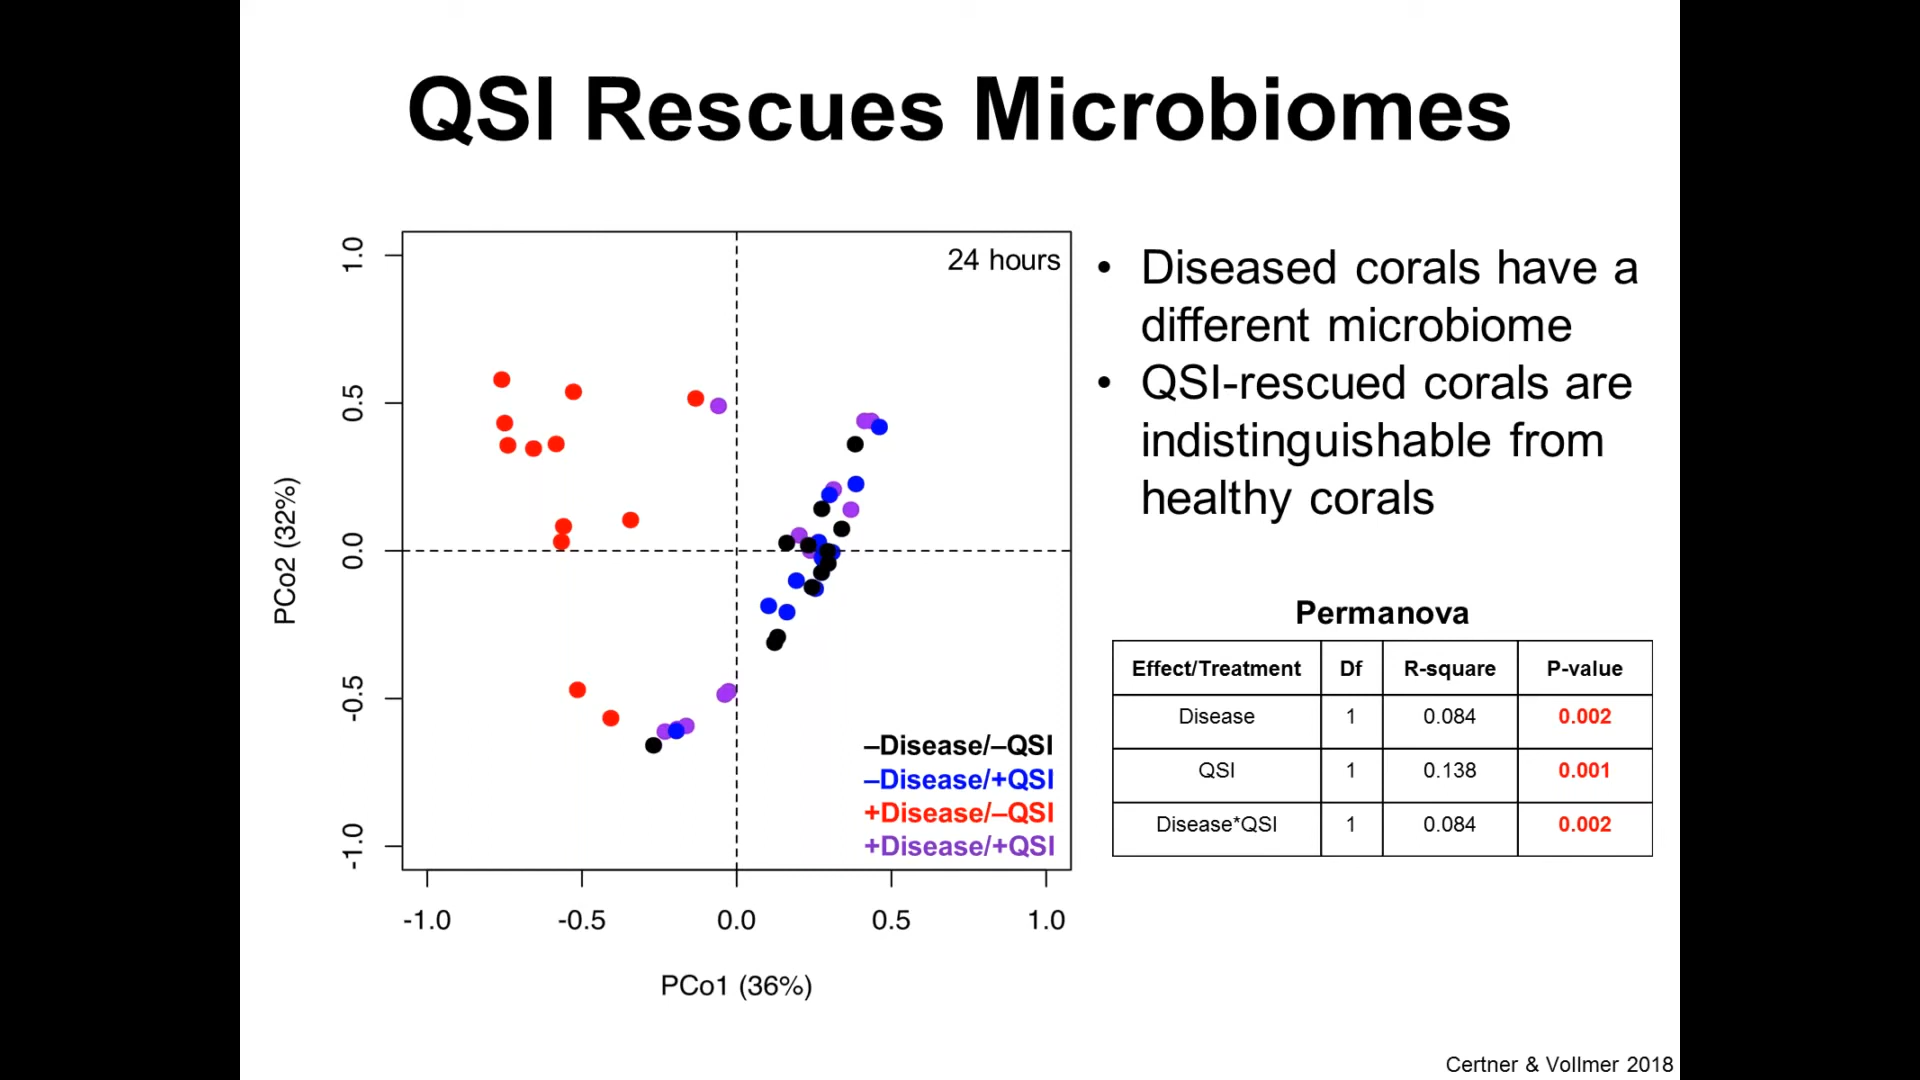 QSI Rescues Microbiomes
24 hours
1.0
0.5
0.0
-0.5
-1.0
PCo2 (32%)
–Disease/–QSI
–Disease/+QSI
+Disease/–QSI
+Disease/+QSI
-1.0 -0.5 0.0 0.5 1.0
PCo1 (36%)
• Diseased corals have a
different microbiome
• QSI-rescued corals are
indistinguishable from
healthy corals
Permanova
Effect/Treatment Df R-square P-value
Disease 1 0.084 0.002
QSI 1 0.138 0.001
Disease*QSI 1 0.084 0.002
Certner & Vollmer 2018